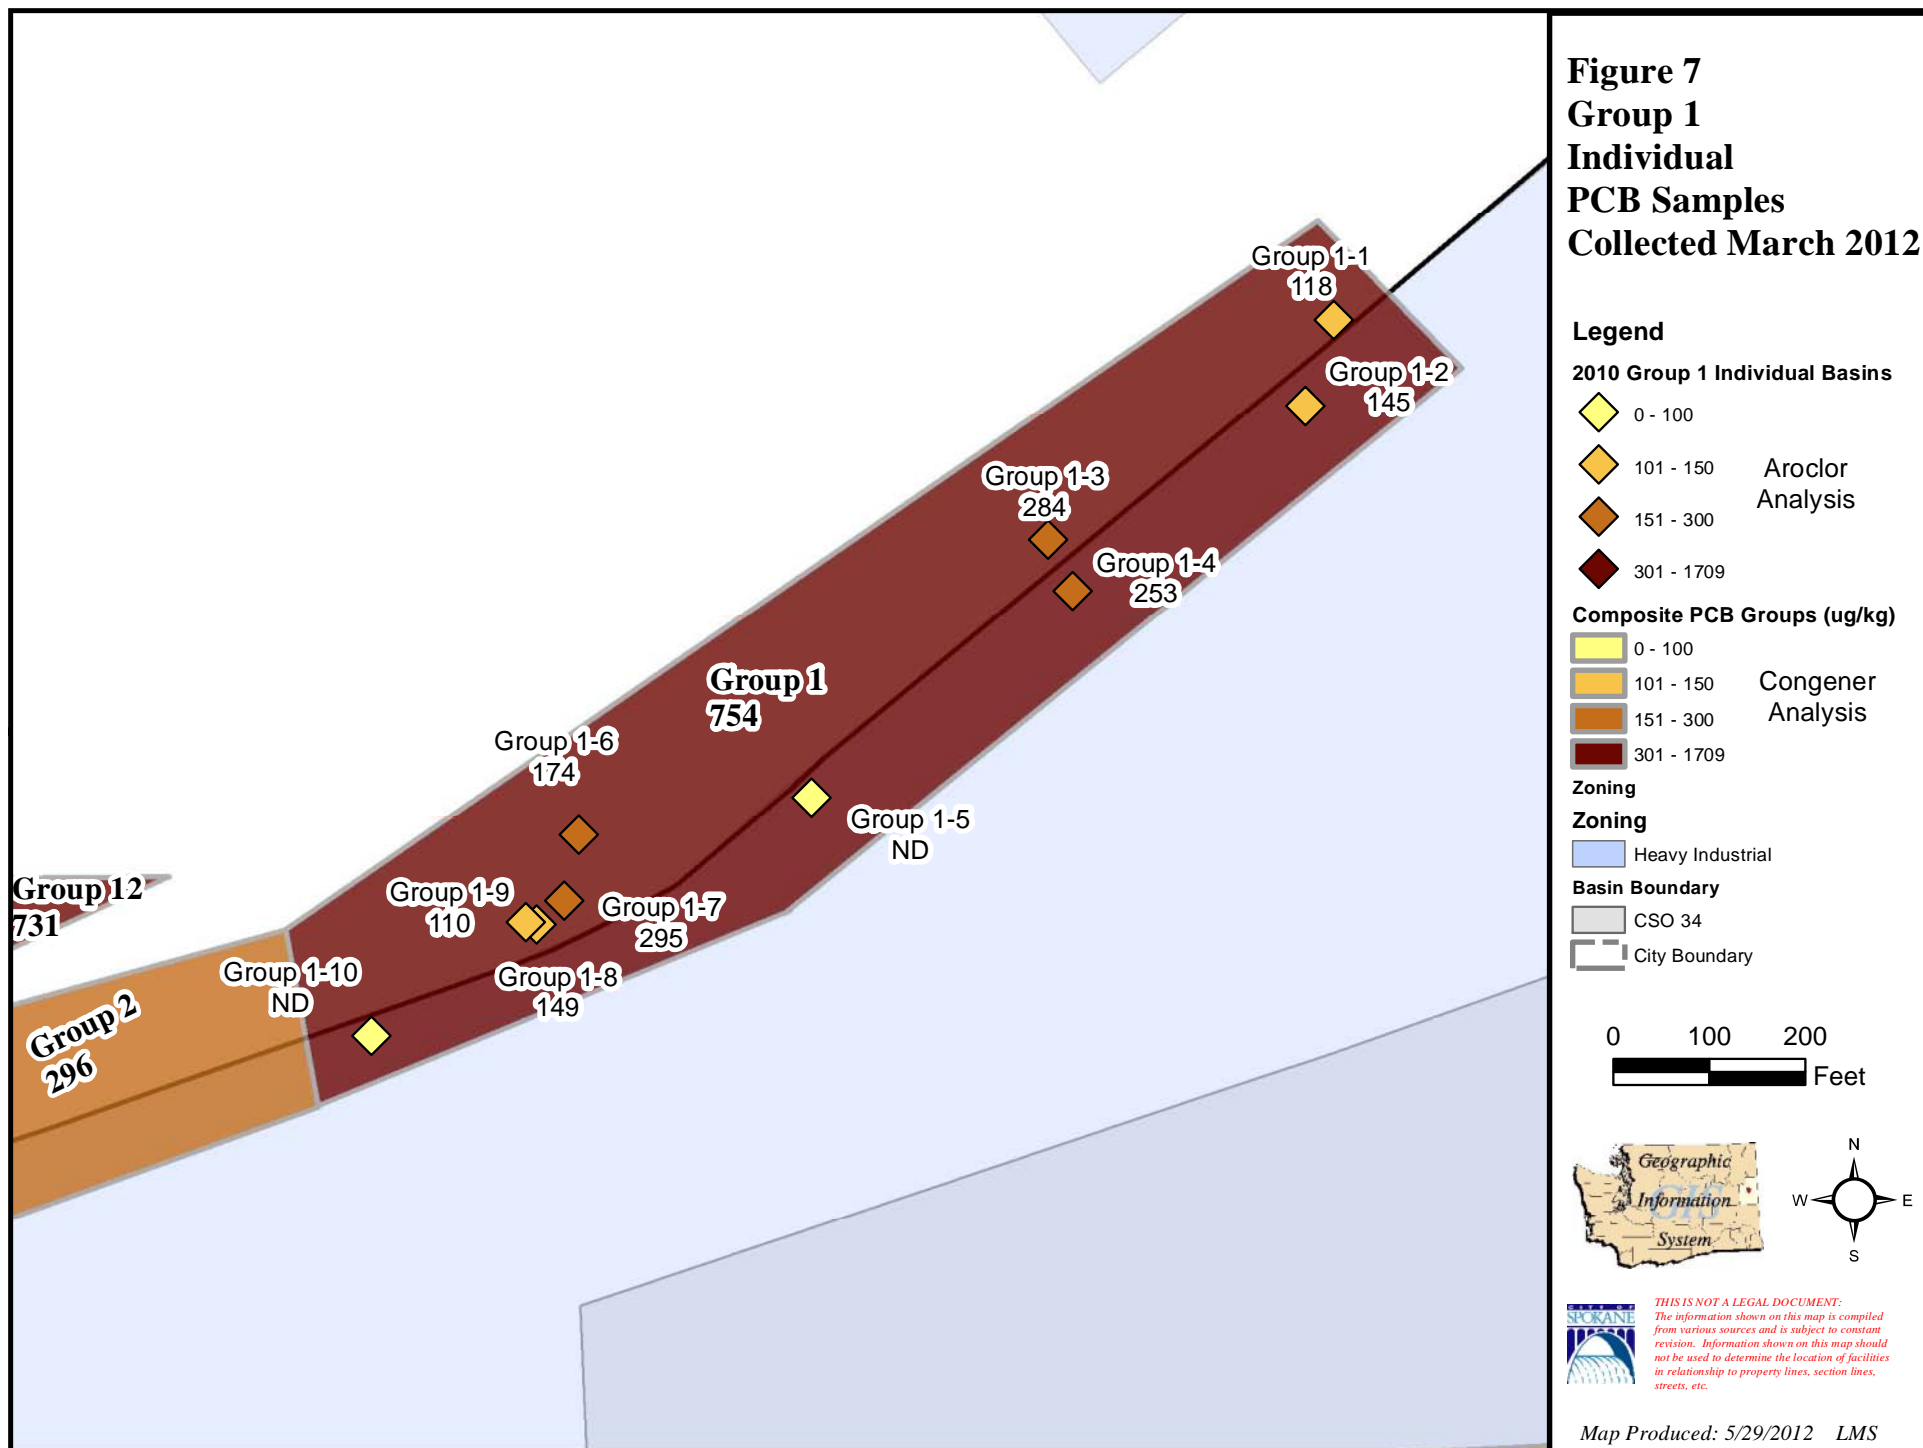 Figure 7
Group 1
Individual
PCB Samples
Collected March 2012
Group 1-1
118
Group 1-2
145
Group 1-3
284
Group 1-4
253
Group 1
754
Group 1-6
174
Group 1-5
ND
Group 1-9
110
Group 1-7
295
Group 1-8
149
Group 1-10
ND
Group 12
731
Group 2
296
Legend
2010 Group 1 Individual Basins
0 - 100
101 - 150
151 - 300
301 - 1709
Aroclor
Analysis
Composite PCB Groups (ug/kg)
0 - 100
101 - 150
151 - 300
301 - 1709
Congener
Analysis
Zoning
Zoning
Heavy Industrial
Basin Boundary
CSO 34
City Boundary
0 100 200
Feet
Geographic
GIS
Information
System
N
W E
S
CITY OF
SPOKANE
THIS IS NOT A LEGAL DOCUMENT:
The information shown on this map is compiled
from various sources and is subject to constant
revision. Information shown on this map should
not be used to determine the location of facilities
in relationship to property lines, section lines,
streets, etc.
Map Produced: 5/29/2012 LMS